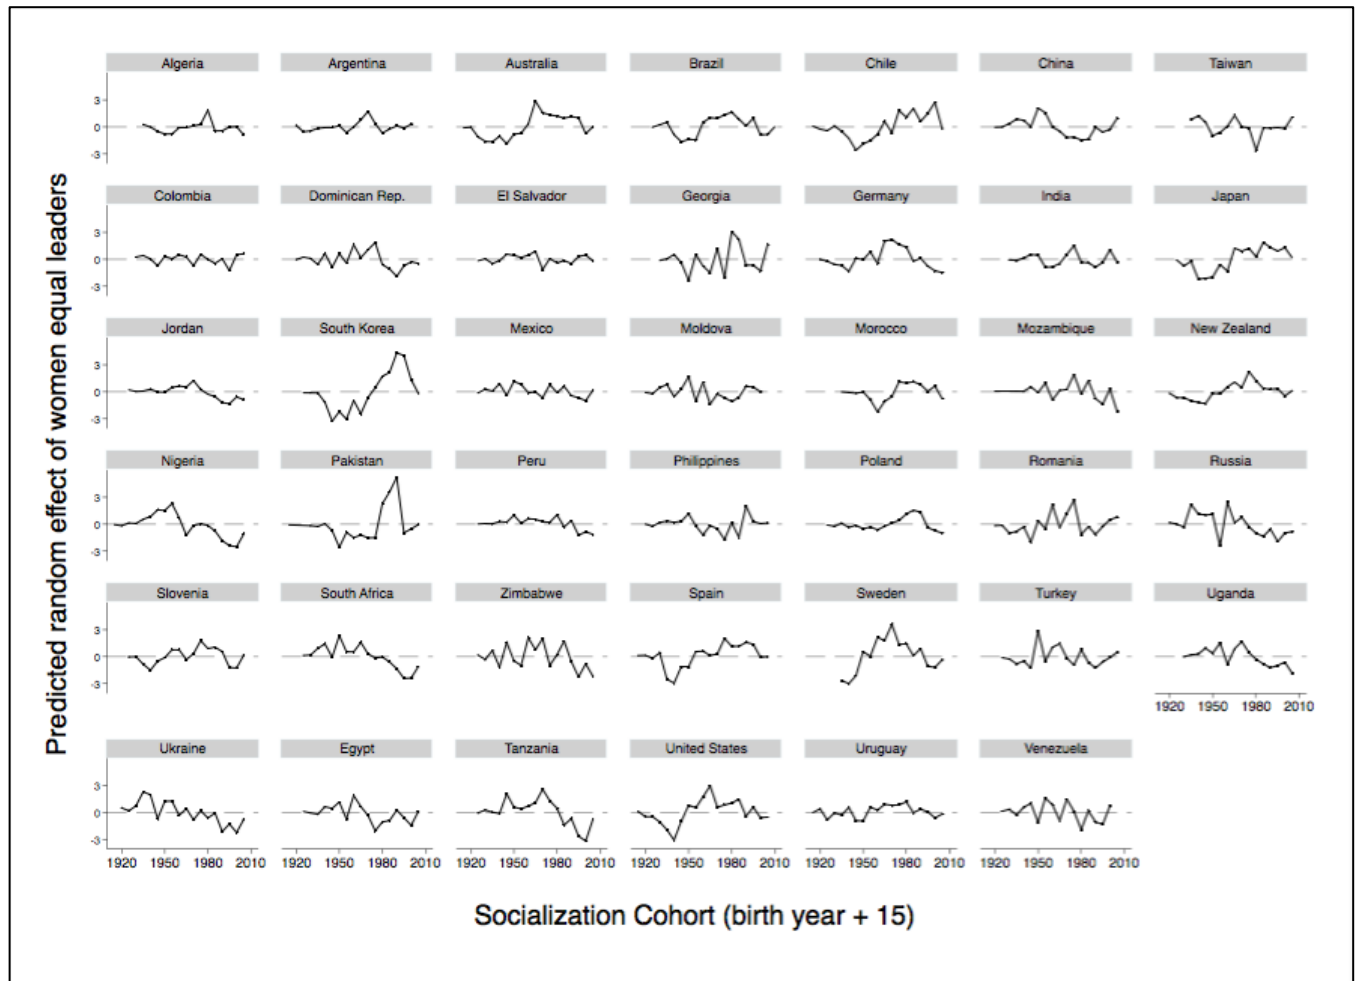 Predicted random effect of women equal leaders
Algeria Argentina Australia Brazil Chile China Taiwan
3
0
-3
Colombia Dominican Rep. El Salvador Georgia Germany India Japan
3
0
-3
Jordan South Korea Mexico Moldova Morocco Mozambique New Zealand
3
0
-3
Nigeria Pakistan Peru Philippines Poland Romania Russia
3
0
-3
Slovenia South Africa Zimbabwe Spain Sweden Turkey Uganda
3
0
-3
1920 1950 1980 2010
Ukraine Egypt Tanzania United States Uruguay Venezuela
3
0
-3
1920 1950 1980 2010 1920 1950 1980 2010 1920 1950 1980 2010 1920 1950 1980 2010 1920 1950 1980 2010 1920 1950 1980 2010
Socialization Cohort (birth year + 15)